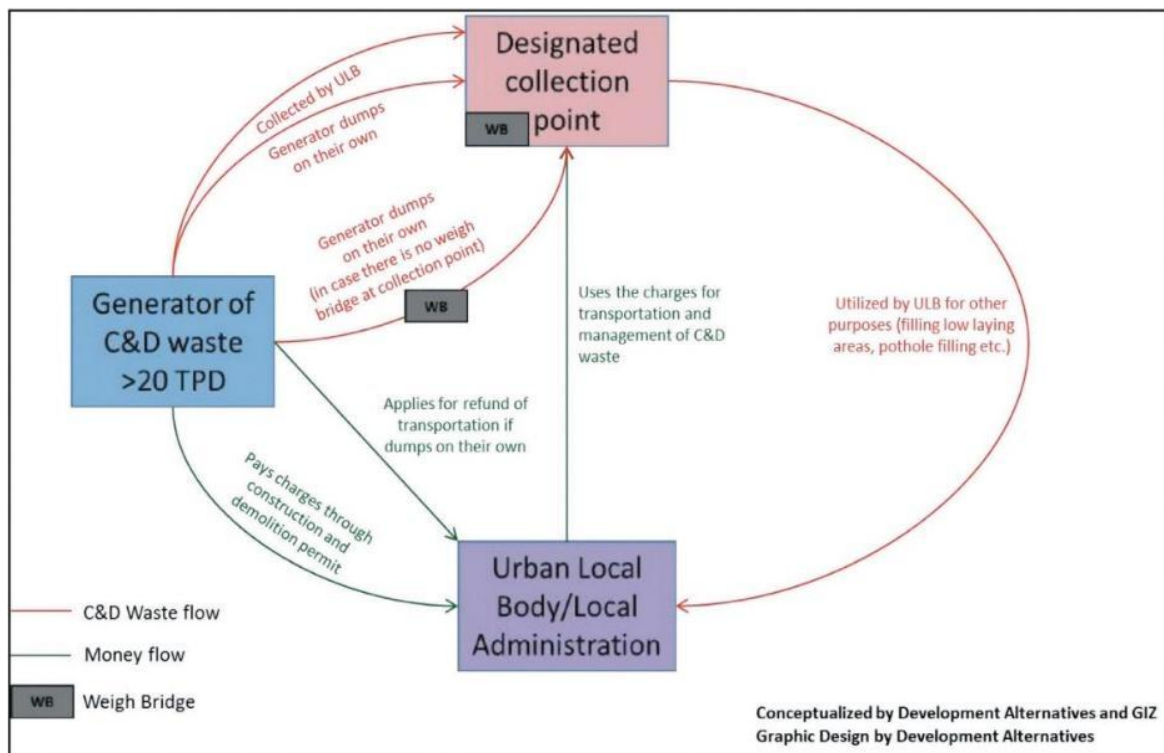 Designated
collection
point
WB
Collected by ULB
Generator dumps
on their own
Generator dumps
on their own
(in case there is no weigh
bridge at collection point)
WB
Generator of
C&D waste
>20 TPD
Uses the charges for
transportation and
management of C&D
waste
Utilized by ULB for other
purposes (filling low laying
areas, pothole filling etc.)
Applies for refund of
transportation if
dumps on their own
Pays charges through
construction and
demolition permit
Urban Local
Body/Local
Administration
C&D Waste flow
Money flow
WB Weigh Bridge
Conceptualized by Development Alternatives and GIZ
Graphic Design by Development Alternatives